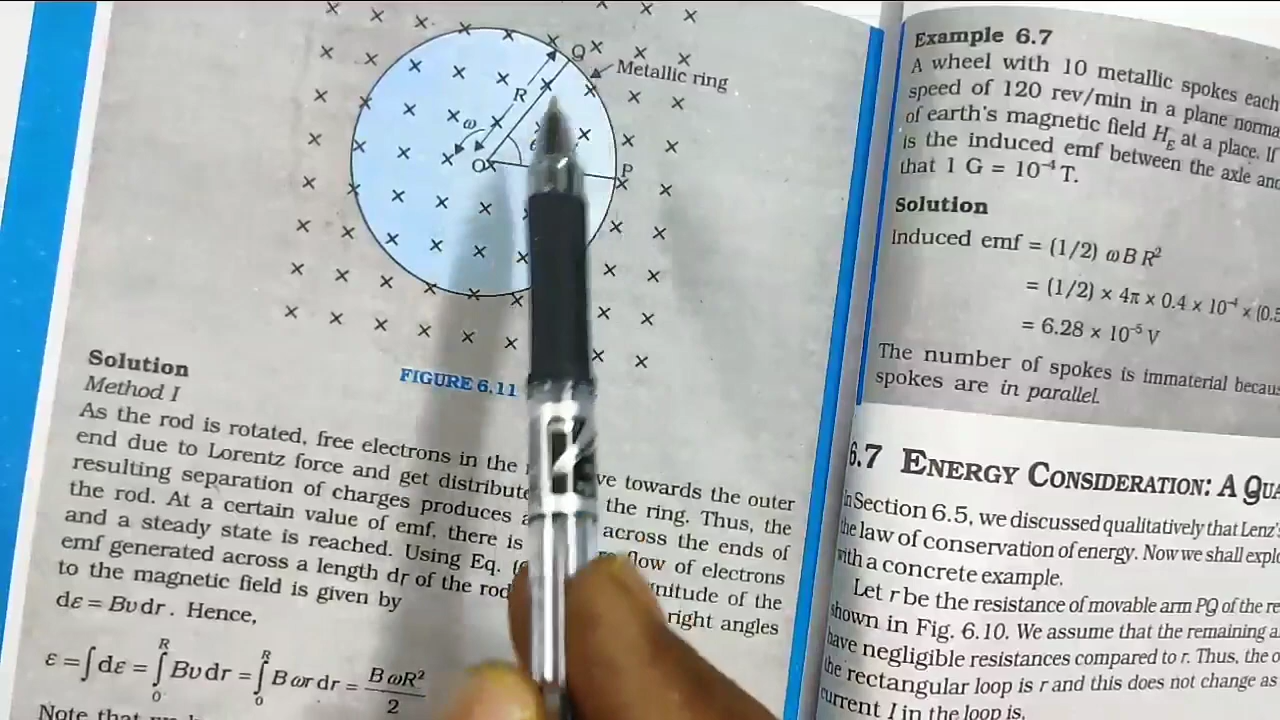 Q
Metallic ring
R
ω
O
P
FIGURE 6.11
Solution
Method I
As the rod is rotated, free electrons in the ve towards the outer
end due to Lorentz force and get distribute the ring. Thus, the
resulting separation of charges produces across the ends of
the rod. At a certain value of emf, there is flow of electrons
and a steady state is reached. Using Eq. nitude of the
emf generated across a length dr of the rod right angles
to the magnetic field is given by
dε = Bυ dr . Hence,
ε = ∫ dε = ∫₀ᴿ Bυ dr = ∫₀ᴿ B ωr dr = BωR²/2
Note that
Example 6.7
A wheel with 10 metallic spokes each
speed of 120 rev/min in a plane norma
of earth's magnetic field H_E at a place. If
is the induced emf between the axle and
that 1 G = 10⁻⁴ T.
Solution
Induced emf = (1/2) ω B R²
= (1/2) × 4π × 0.4 × 10⁻⁴ × (0.5
= 6.28 × 10⁻⁵ V
The number of spokes is immaterial becau
spokes are in parallel.
6.7 ENERGY CONSIDERATION: A QUA
In Section 6.5, we discussed qualitatively that Lenz'
the law of conservation of energy. Now we shall expl
with a concrete example.
Let r be the resistance of movable arm PQ of the re
shown in Fig. 6.10. We assume that the remaining a
have negligible resistances compared to r. Thus, the o
the rectangular loop is r and this does not change as
current I in the loop is,